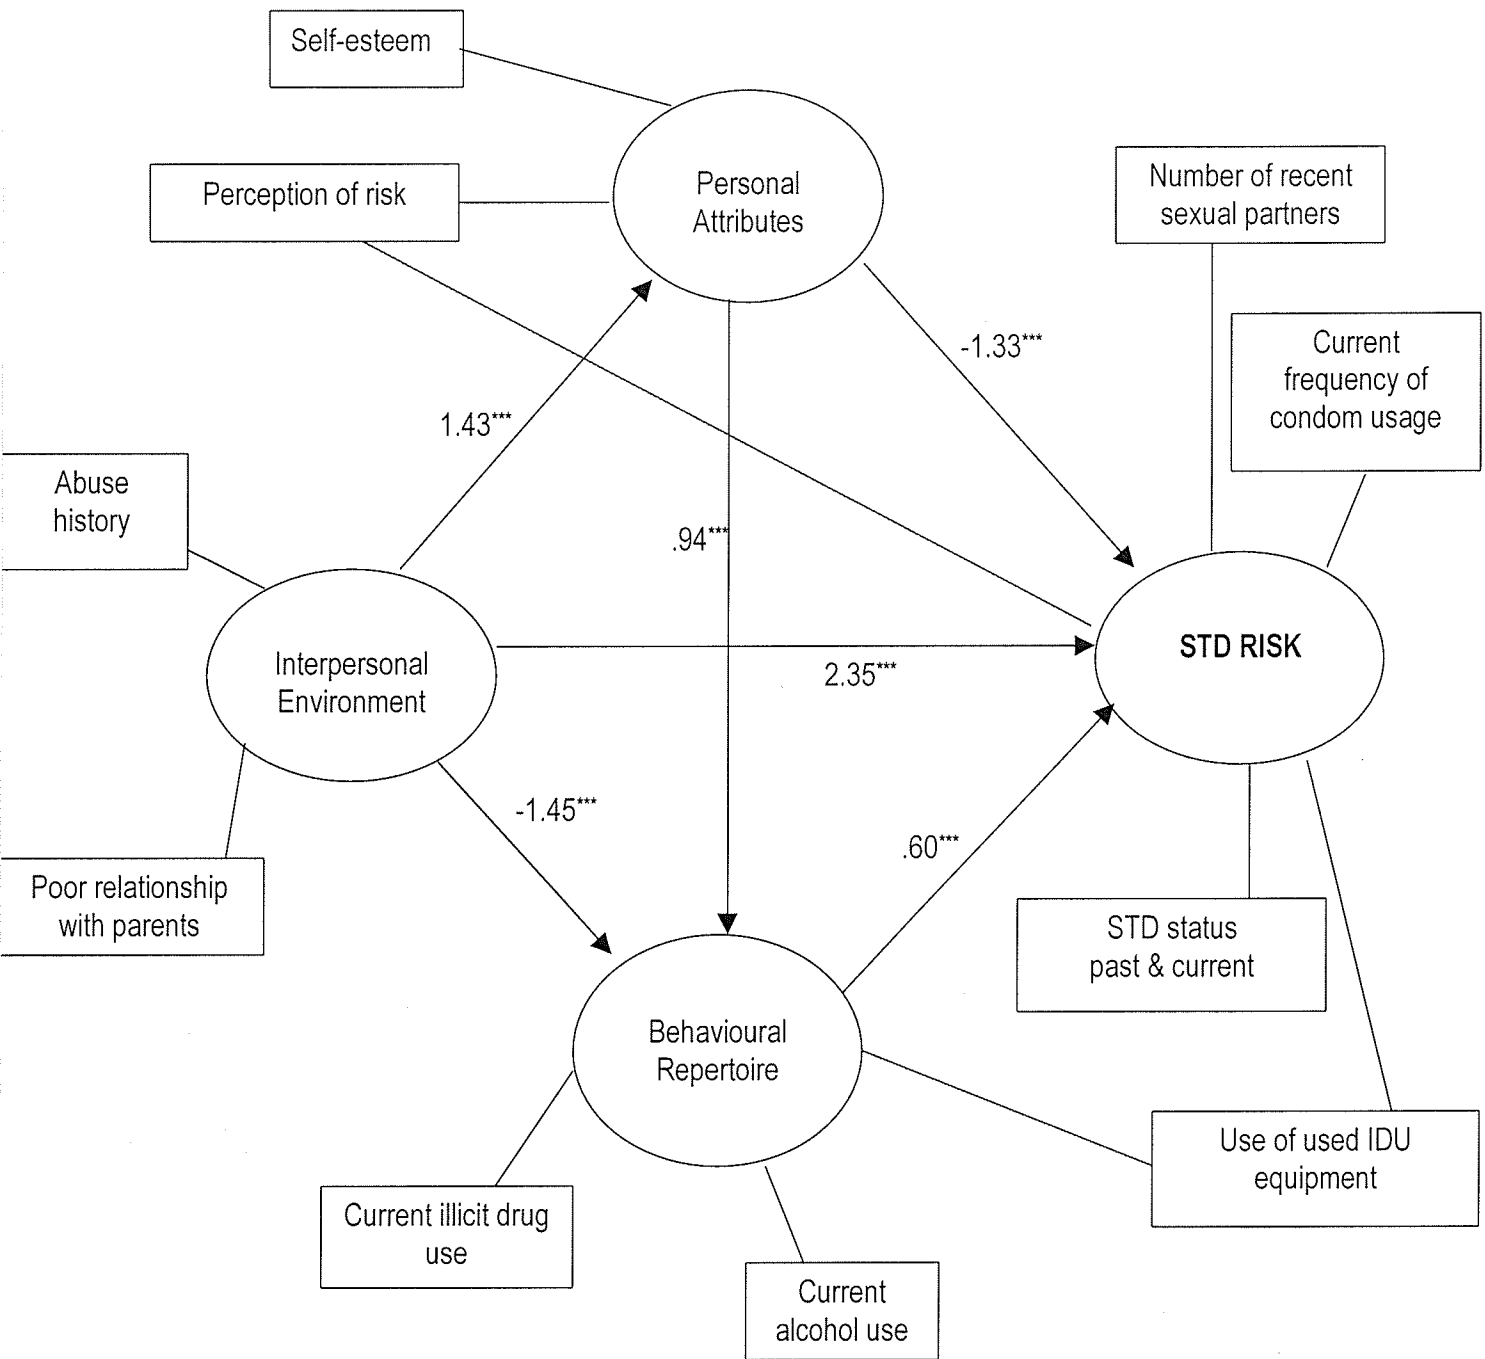 Self-esteem
Perception of risk
Personal
Attributes
Number of recent
sexual partners
Current
frequency of
condom usage
-1.33***
1.43***
Abuse
history
.94***
Interpersonal
Environment
STD RISK
2.35***
-1.45***
.60***
Poor relationship
with parents
STD status
past & current
Behavioural
Repertoire
Use of used IDU
equipment
Current illicit drug
use
Current
alcohol use